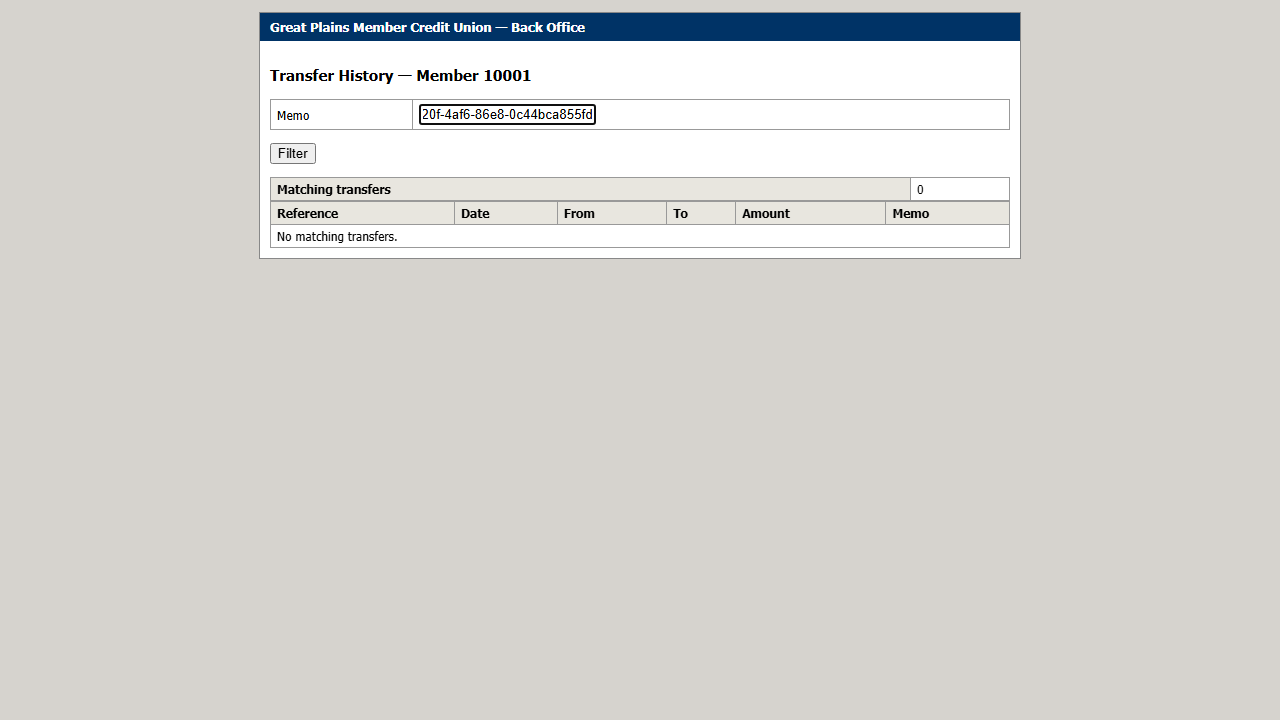 Great Plains Member Credit Union — Back Office
Transfer History — Member 10001
Memo
20f-4af6-86e8-0c44bca855fd
Filter
Matching transfers 0
Reference Date From To Amount Memo
No matching transfers.